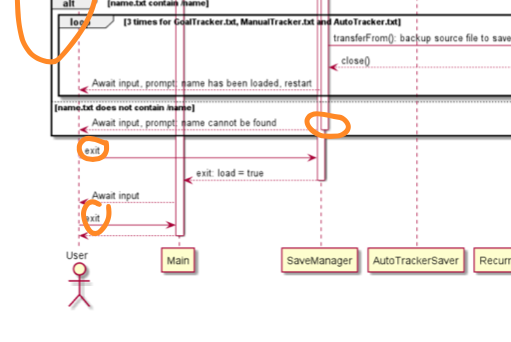 alt [name.txt contain /name]
loop [3 times for GoalTracker.txt, ManualTracker.txt and AutoTracker.txt]
transferFrom(): backup source file to save
close()
Await input, prompt: name has been loaded, restart
[name.txt does not contain /name]
Await input, prompt: name cannot be found
exit
exit: load = true
Await input
exit
User
Main SaveManager AutoTrackerSaver Recurr